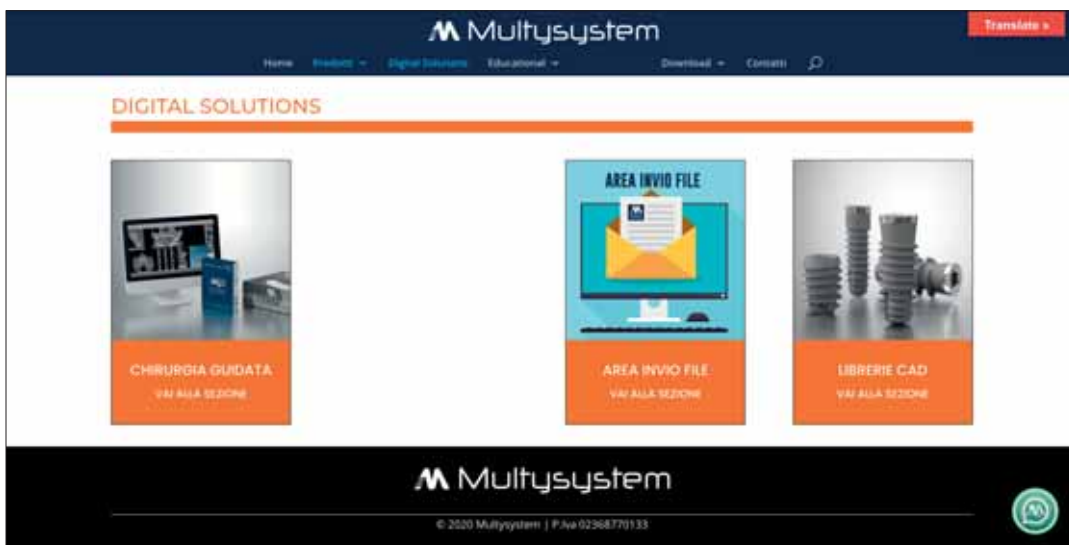 Multysystem
Translate »
Home Prodotti Digital Solutions Educational Download Contatti
DIGITAL SOLUTIONS
AREA INVIO FILE
CHIRURGIA GUIDATA
VAI ALLA SEZIONE
AREA INVIO FILE
VAI ALLA SEZIONE
LIBRERIE CAD
VAI ALLA SEZIONE
Multysystem
© 2020 Multysystem | P.Iva 02368770133